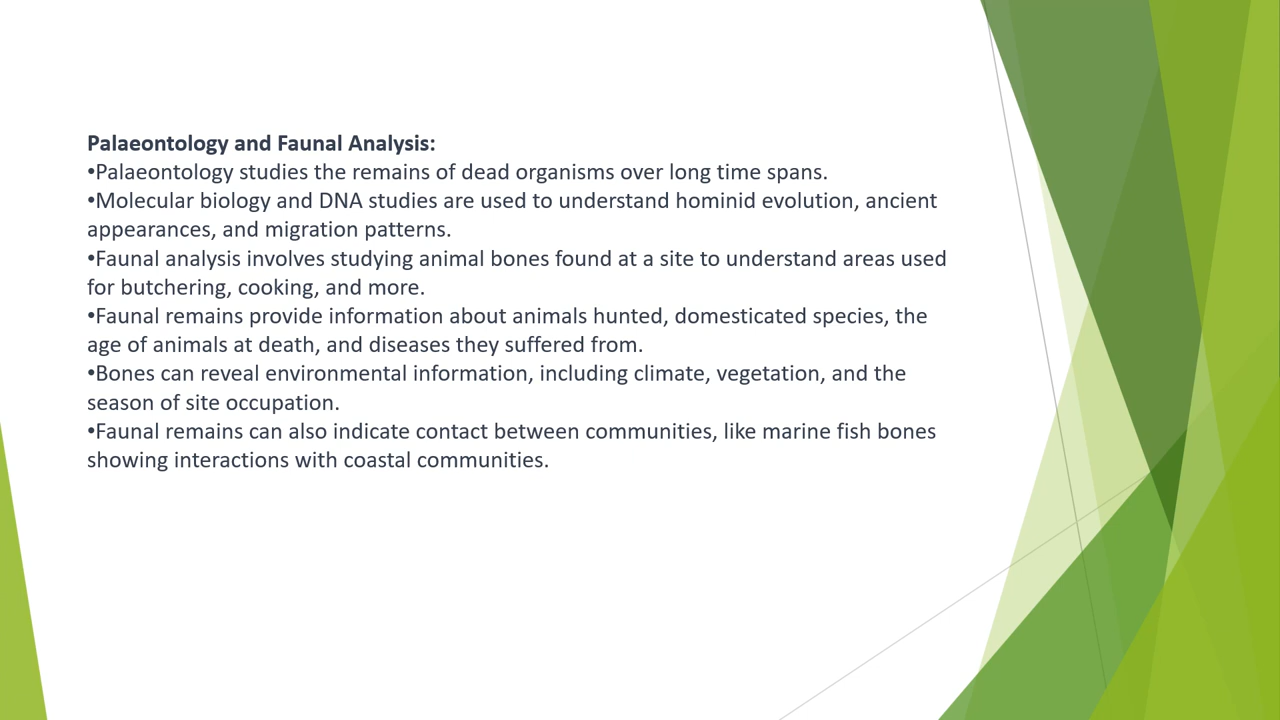 Palaeontology and Faunal Analysis:
•Palaeontology studies the remains of dead organisms over long time spans.
•Molecular biology and DNA studies are used to understand hominid evolution, ancient
appearances, and migration patterns.
•Faunal analysis involves studying animal bones found at a site to understand areas used
for butchering, cooking, and more.
•Faunal remains provide information about animals hunted, domesticated species, the
age of animals at death, and diseases they suffered from.
•Bones can reveal environmental information, including climate, vegetation, and the
season of site occupation.
•Faunal remains can also indicate contact between communities, like marine fish bones
showing interactions with coastal communities.